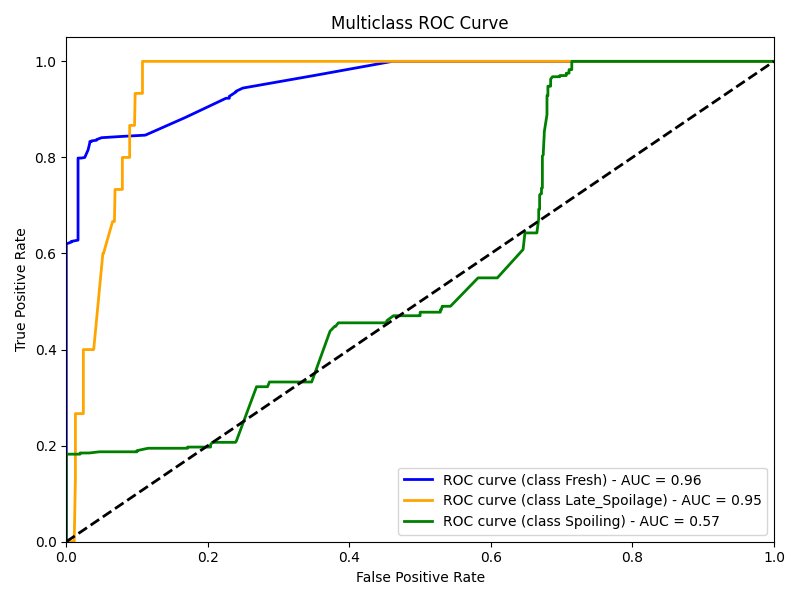 Multiclass ROC Curve
True Positive Rate
1.0
0.8
0.6
0.4
0.2
0.0
0.0 0.2 0.4 0.6 0.8 1.0
False Positive Rate
ROC curve (class Fresh) - AUC = 0.96
ROC curve (class Late_Spoilage) - AUC = 0.95
ROC curve (class Spoiling) - AUC = 0.57